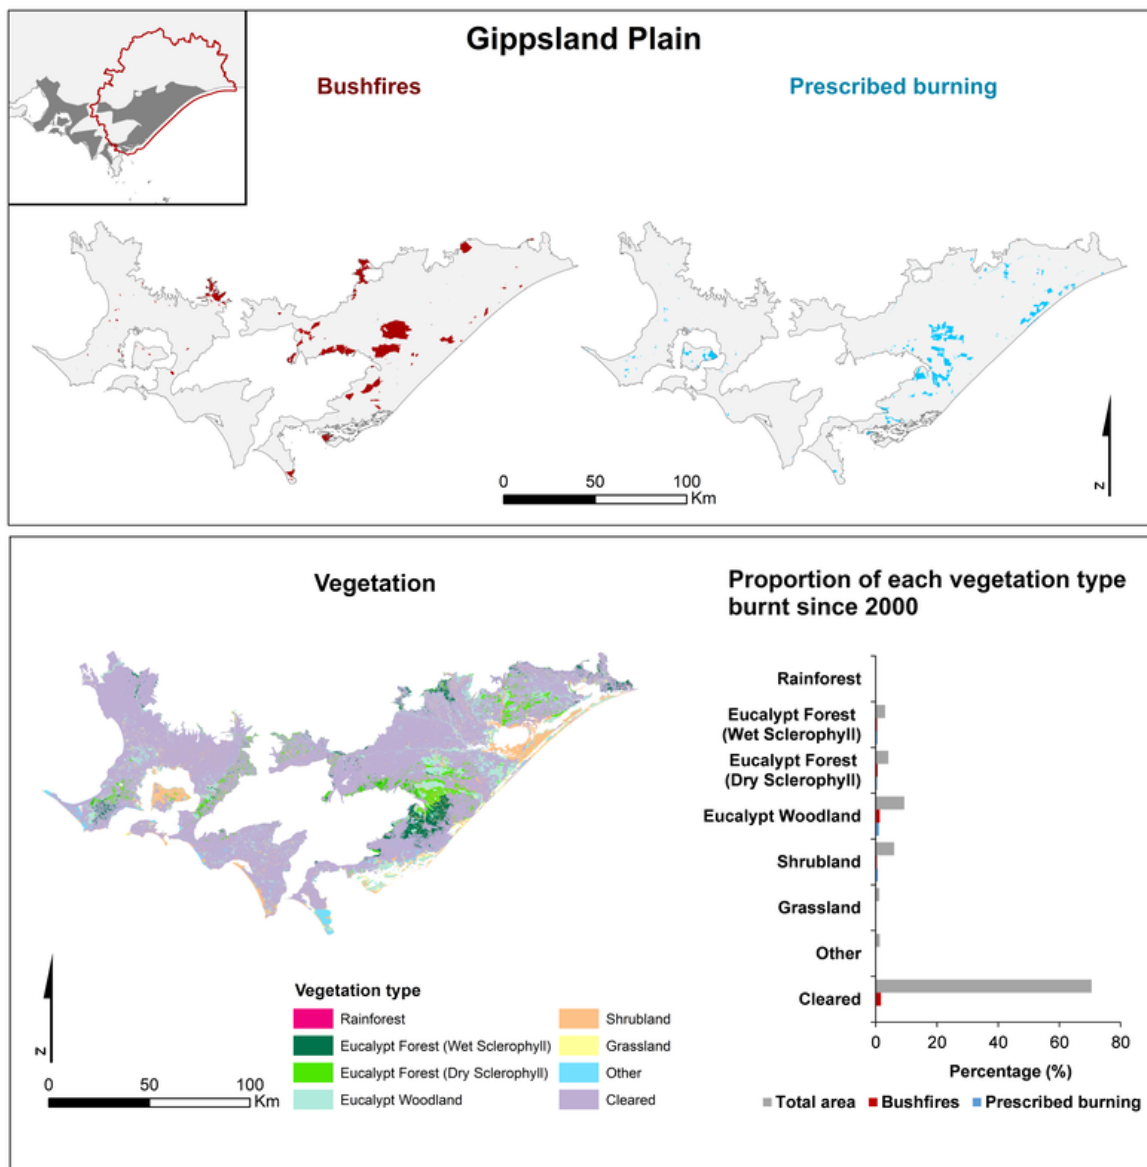 Gippsland Plain
Bushfires
Prescribed burning
0
50
100
Km
z
Vegetation
Proportion of each vegetation type
burnt since 2000
Rainforest
Eucalypt Forest
(Wet Sclerophyll)
Eucalypt Forest
(Dry Sclerophyll)
Eucalypt Woodland
Shrubland
Grassland
Other
Cleared
0
20
40
60
80
Percentage (%)
Total area
Bushfires
Prescribed burning
z
0
50
100
Km
Vegetation type
Rainforest
Eucalypt Forest (Wet Sclerophyll)
Eucalypt Forest (Dry Sclerophyll)
Eucalypt Woodland
Shrubland
Grassland
Other
Cleared